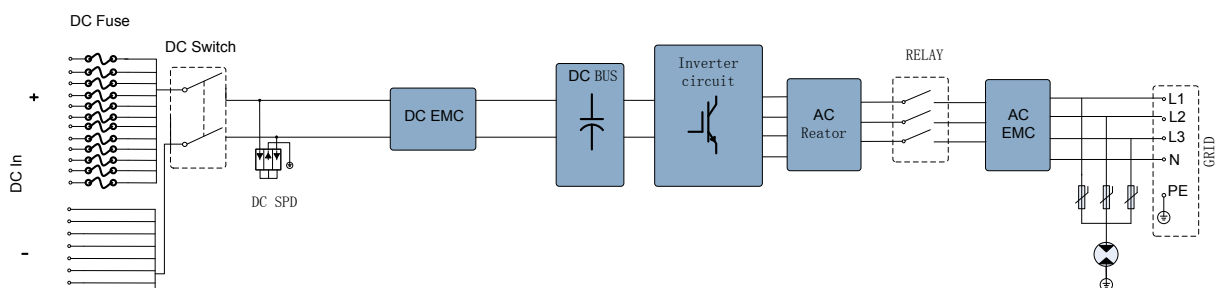 DC Fuse
DC Switch
+
DC In
-
DC SPD
DC EMC
DC BUS
Inverter
circuit
AC
Reator
RELAY
AC
EMC
L1
L2
L3
N
PE
GRID